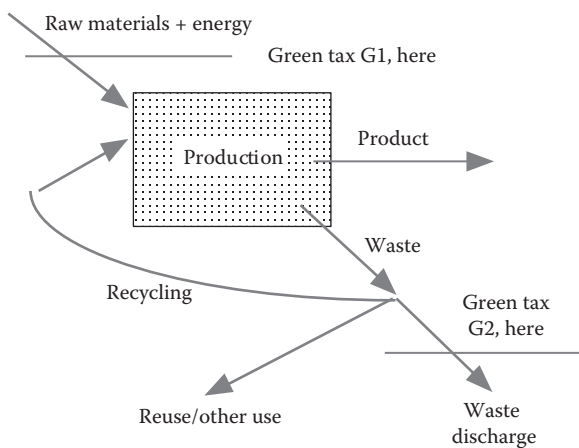 Raw materials + energy
Green tax G1, here
Production
Product
Waste
Recycling
Green tax
G2, here
Reuse/other use
Waste
discharge